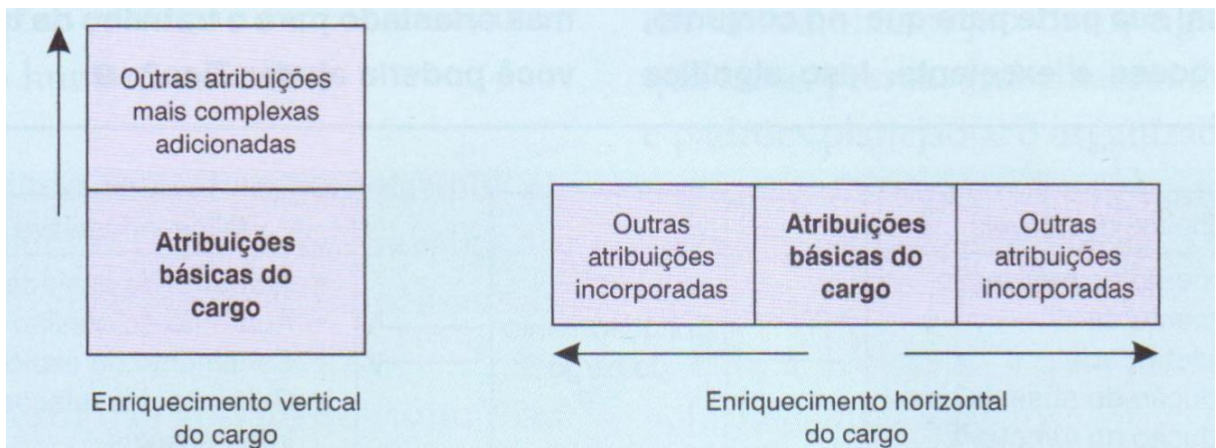 Outras atribuições
mais complexas
adicionadas
Atribuições
básicas do
cargo
Enriquecimento vertical
do cargo
Outras
atribuições
incorporadas
Atribuições
básicas do
cargo
Outras
atribuições
incorporadas
Enriquecimento horizontal
do cargo